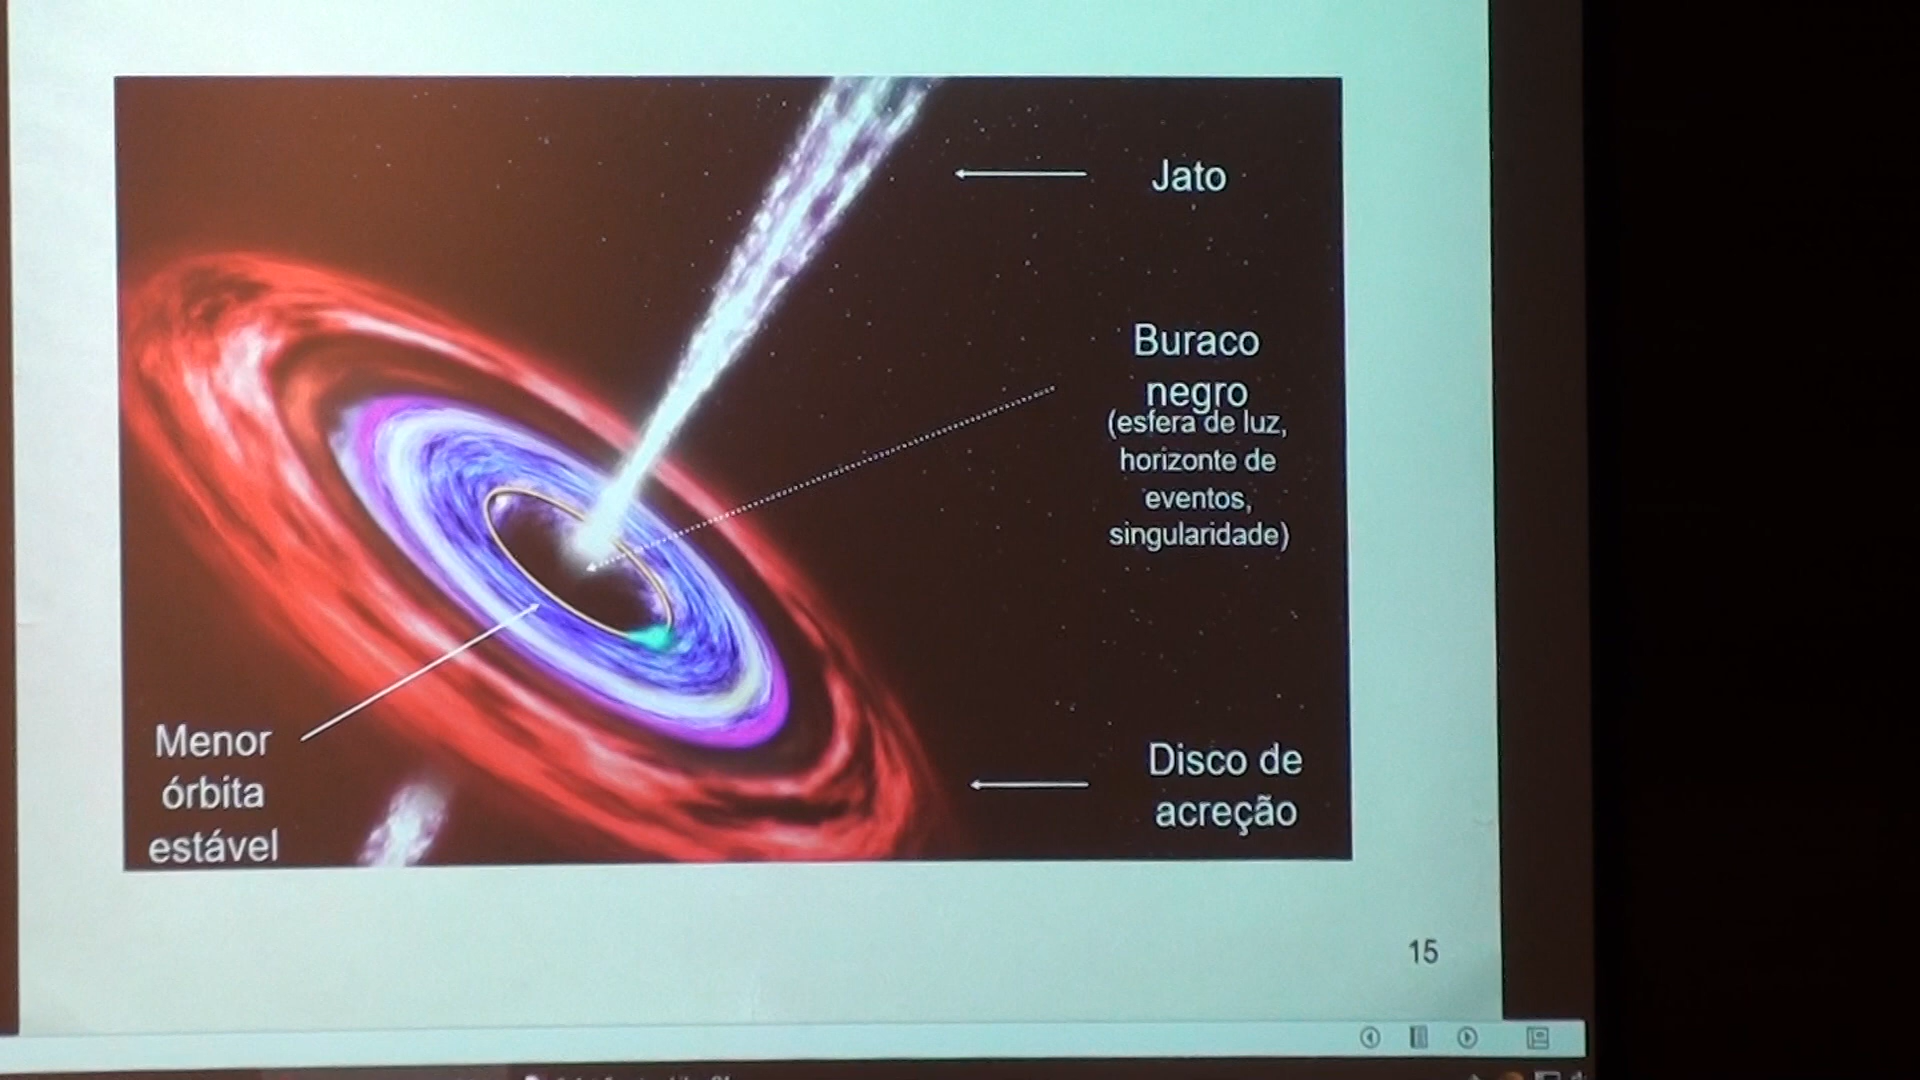 Jato
Buraco
negro
(esfera de luz,
horizonte de
eventos,
singularidade)
Menor
órbita
estável
Disco de
acreção
15